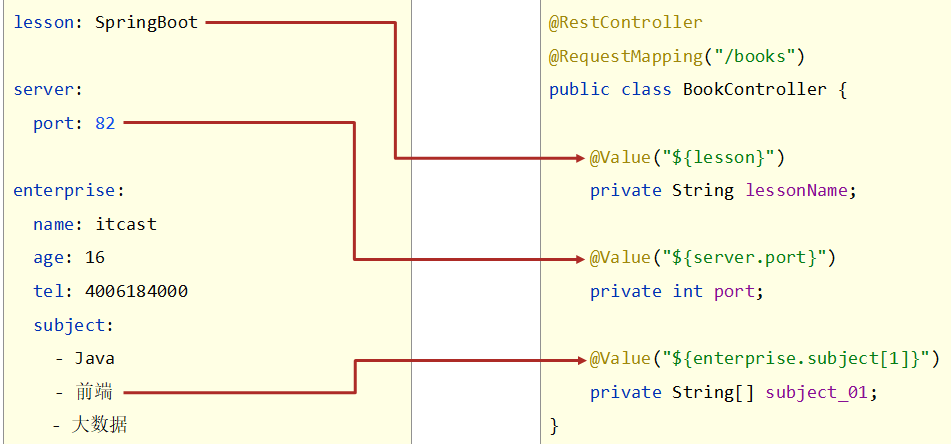 lesson: SpringBoot
server:
port: 82
enterprise:
name: itcast
age: 16
tel: 4006184000
subject:
- Java
- 前端
- 大数据
@RestController
@RequestMapping("/books")
public class BookController {
@Value("${lesson}")
private String lessonName;
@Value("${server.port}")
private int port;
@Value("${enterprise.subject[1]}")
private String[] subject_01;
}